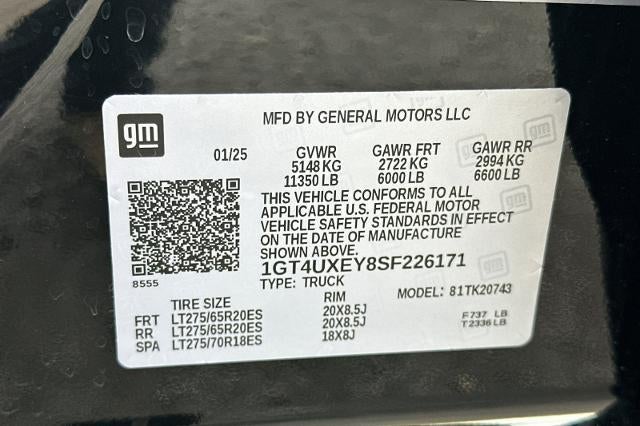 gm
MFD BY GENERAL MOTORS LLC
01/25 GVWR GAWR FRT GAWR RR
5148 KG 2722 KG 2994 KG
11350 LB 6000 LB 6600 LB
THIS VEHICLE CONFORMS TO ALL
APPLICABLE U.S. FEDERAL MOTOR
VEHICLE SAFETY STANDARDS IN EFFECT
ON THE DATE OF MANUFACTURE
SHOWN ABOVE.
8555
1GT4UXEY8SF226171
TYPE: TRUCK MODEL: 81TK20743
TIRE SIZE RIM
FRT LT275/65R20ES 20X8.5J
RR LT275/65R20ES 20X8.5J
SPA LT275/70R18ES 18X8J
F 737 LB
T 2336 LB